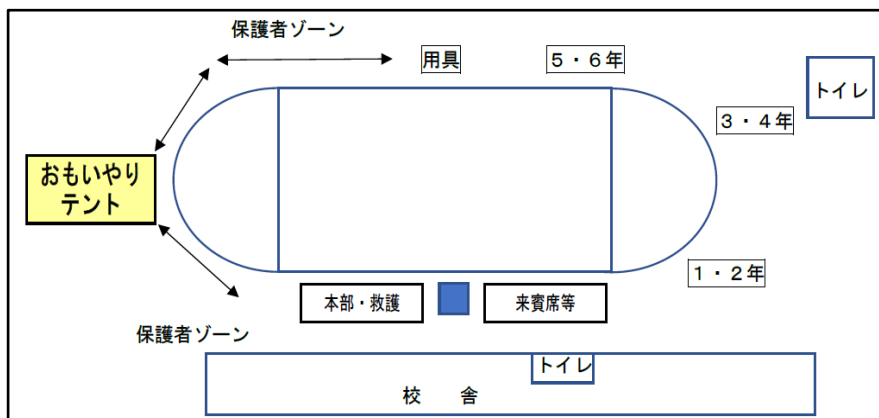 保護者ゾーン
用具
５・６年
トイレ
３・４年
おもいやり
テント
１・２年
本部・救護
来賓席等
保護者ゾーン
トイレ
校　舎